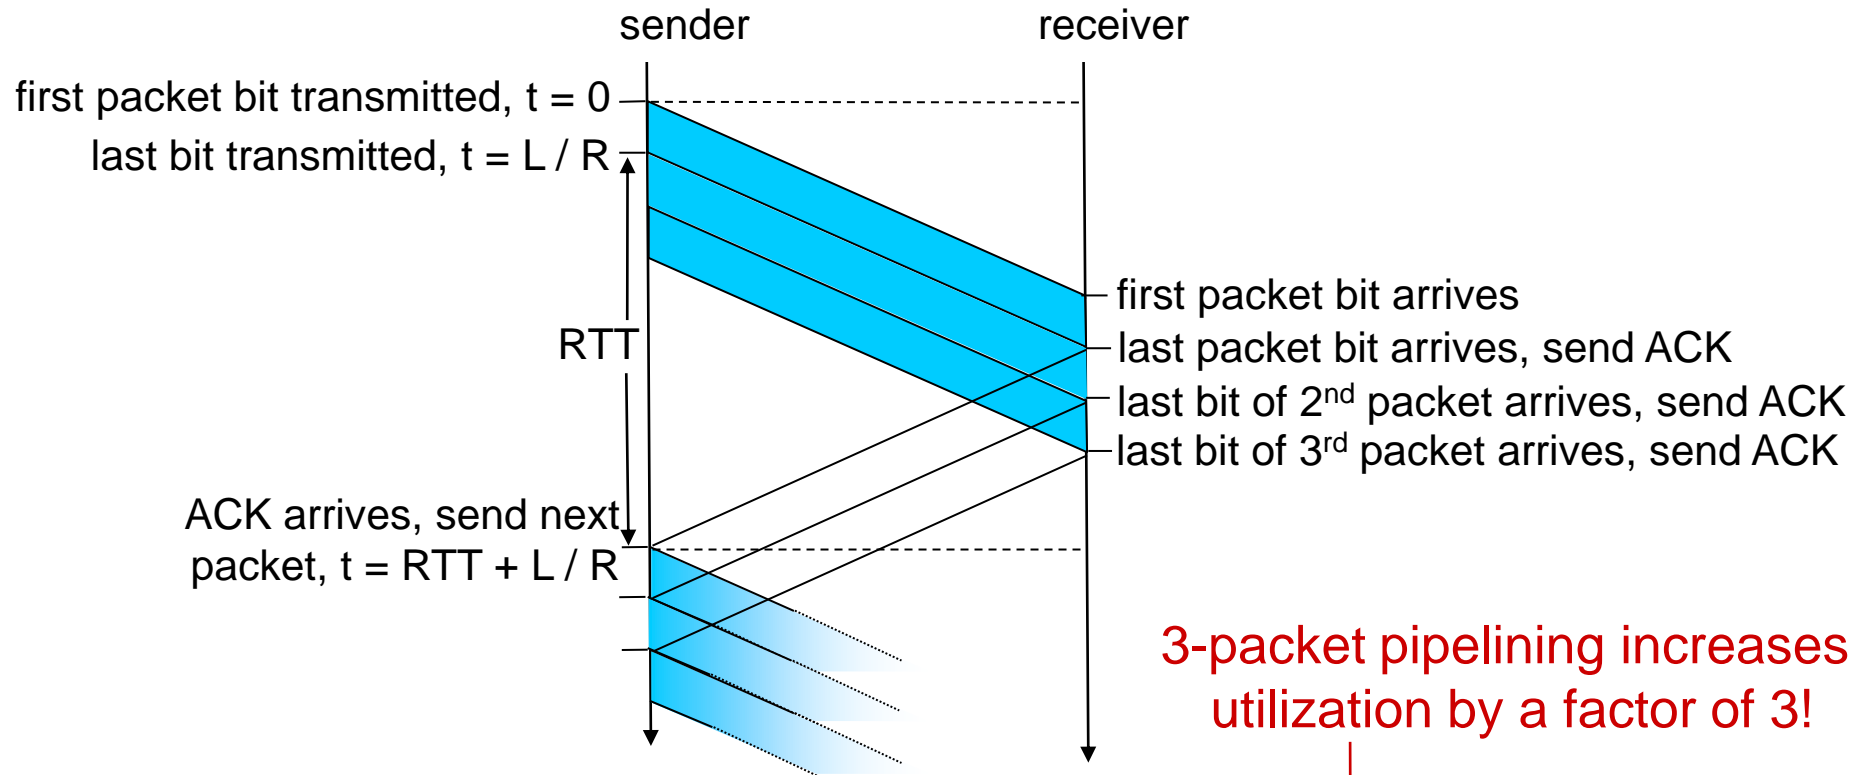 sender
receiver
first packet bit transmitted, t = 0
last bit transmitted, t = L / R
first packet bit arrives
RTT
last packet bit arrives, send ACK
last bit of 2nd packet arrives, send ACK
last bit of 3rd packet arrives, send ACK
ACK arrives, send next
packet, t = RTT + L / R
3-packet pipelining increases
utilization by a factor of 3!